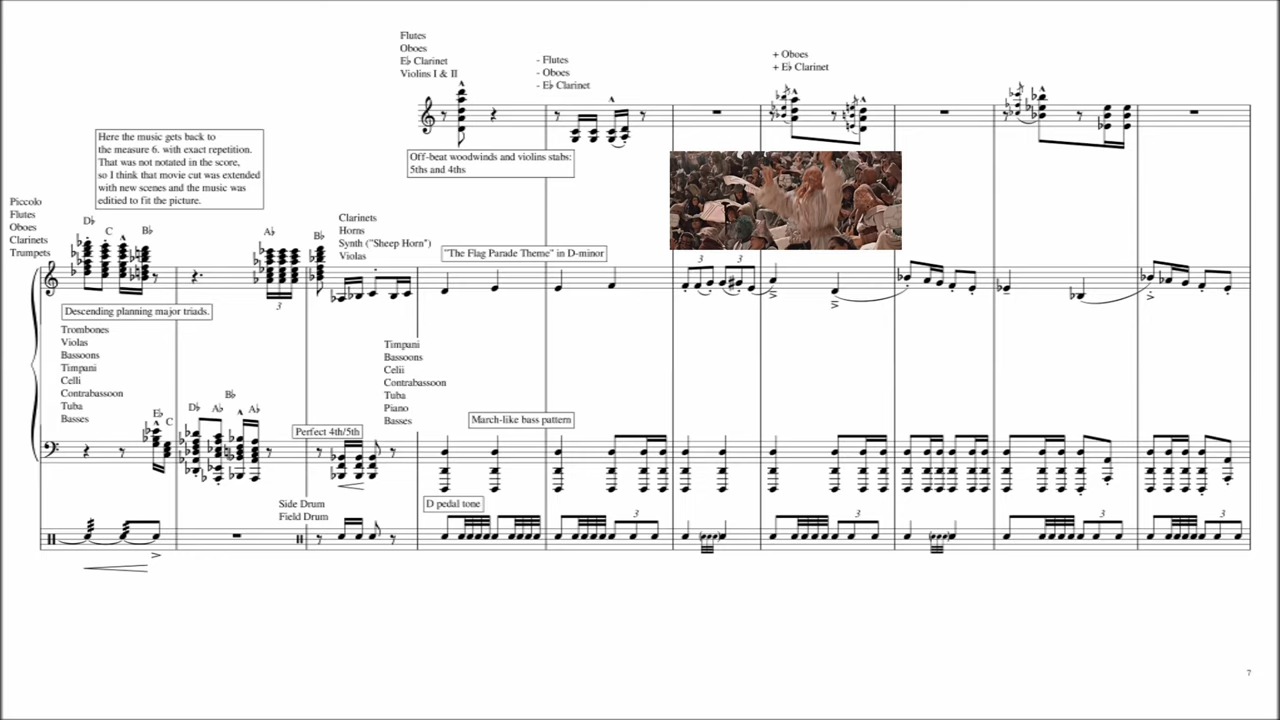 Flutes
Oboes
E♭ Clarinet
Violins I & II
- Flutes
- Oboes
- E♭ Clarinet
+ Oboes
+ E♭ Clarinet
Here the music gets back to
the measure 6. with exact repetition.
That was not notated in the score,
so I think that movie cut was extended
with new scenes and the music was
editied to fit the picture.
Off-beat woodwinds and violins stabs:
5ths and 4ths
Piccolo
Flutes
Oboes
Clarinets
Trumpets
D♭
C
B♭
A♭
B♭
Clarinets
Horns
Synth ("Sheep Horn")
Violas
"The Flag Parade Theme" in D-minor
3
3
3
Descending planning major triads.
Trombones
Violas
Bassoons
Timpani
Celli
Contrabassoon
Tuba
Basses
E♭
C
D♭
A♭
B♭
A♭
Perfect 4th/5th
Timpani
Bassoons
Celii
Contrabassoon
Tuba
Piano
Basses
March-like bass pattern
Side Drum
Field Drum
D pedal tone
3
3
3
3
7